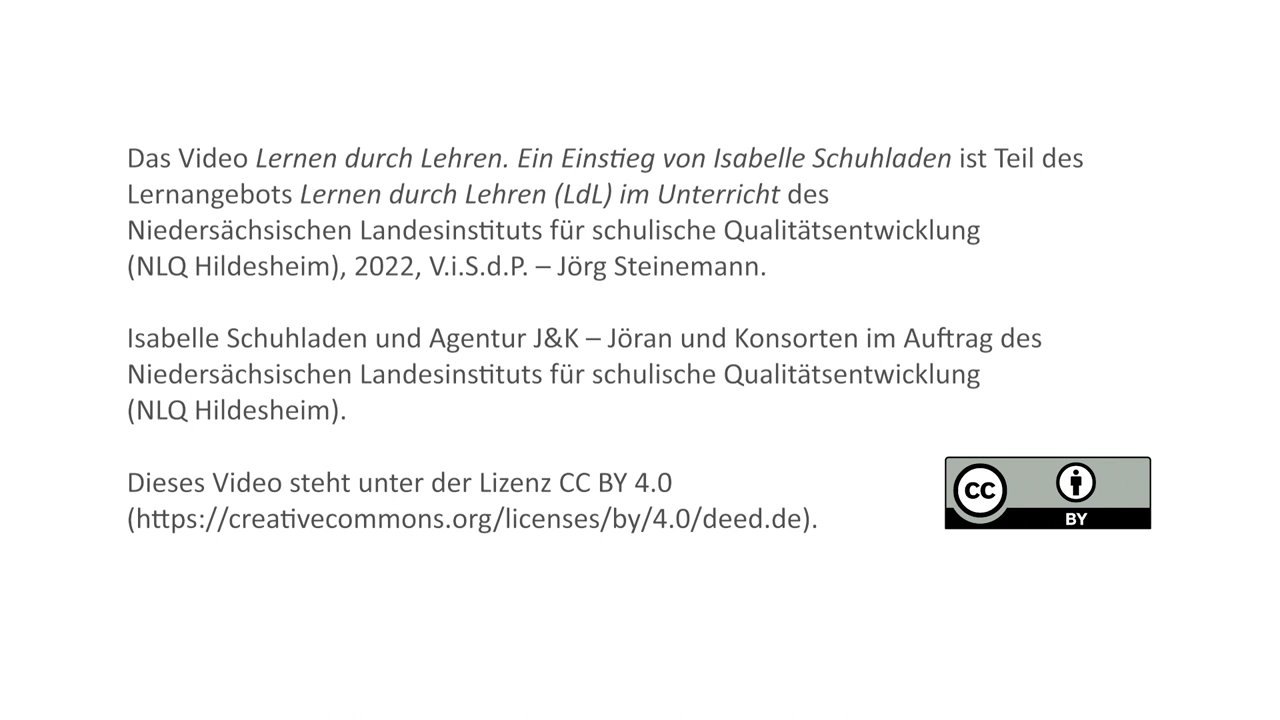 Das Video Lernen durch Lehren. Ein Einstieg von Isabelle Schuhladen ist Teil des
Lernangebots Lernen durch Lehren (LdL) im Unterricht des
Niedersächsischen Landesinstituts für schulische Qualitätsentwicklung
(NLQ Hildesheim), 2022, V.i.S.d.P. – Jörg Steinemann.
Isabelle Schuhladen und Agentur J&K – Jöran und Konsorten im Auftrag des
Niedersächsischen Landesinstituts für schulische Qualitätsentwicklung
(NLQ Hildesheim).
Dieses Video steht unter der Lizenz CC BY 4.0
(https://creativecommons.org/licenses/by/4.0/deed.de).
CC
BY